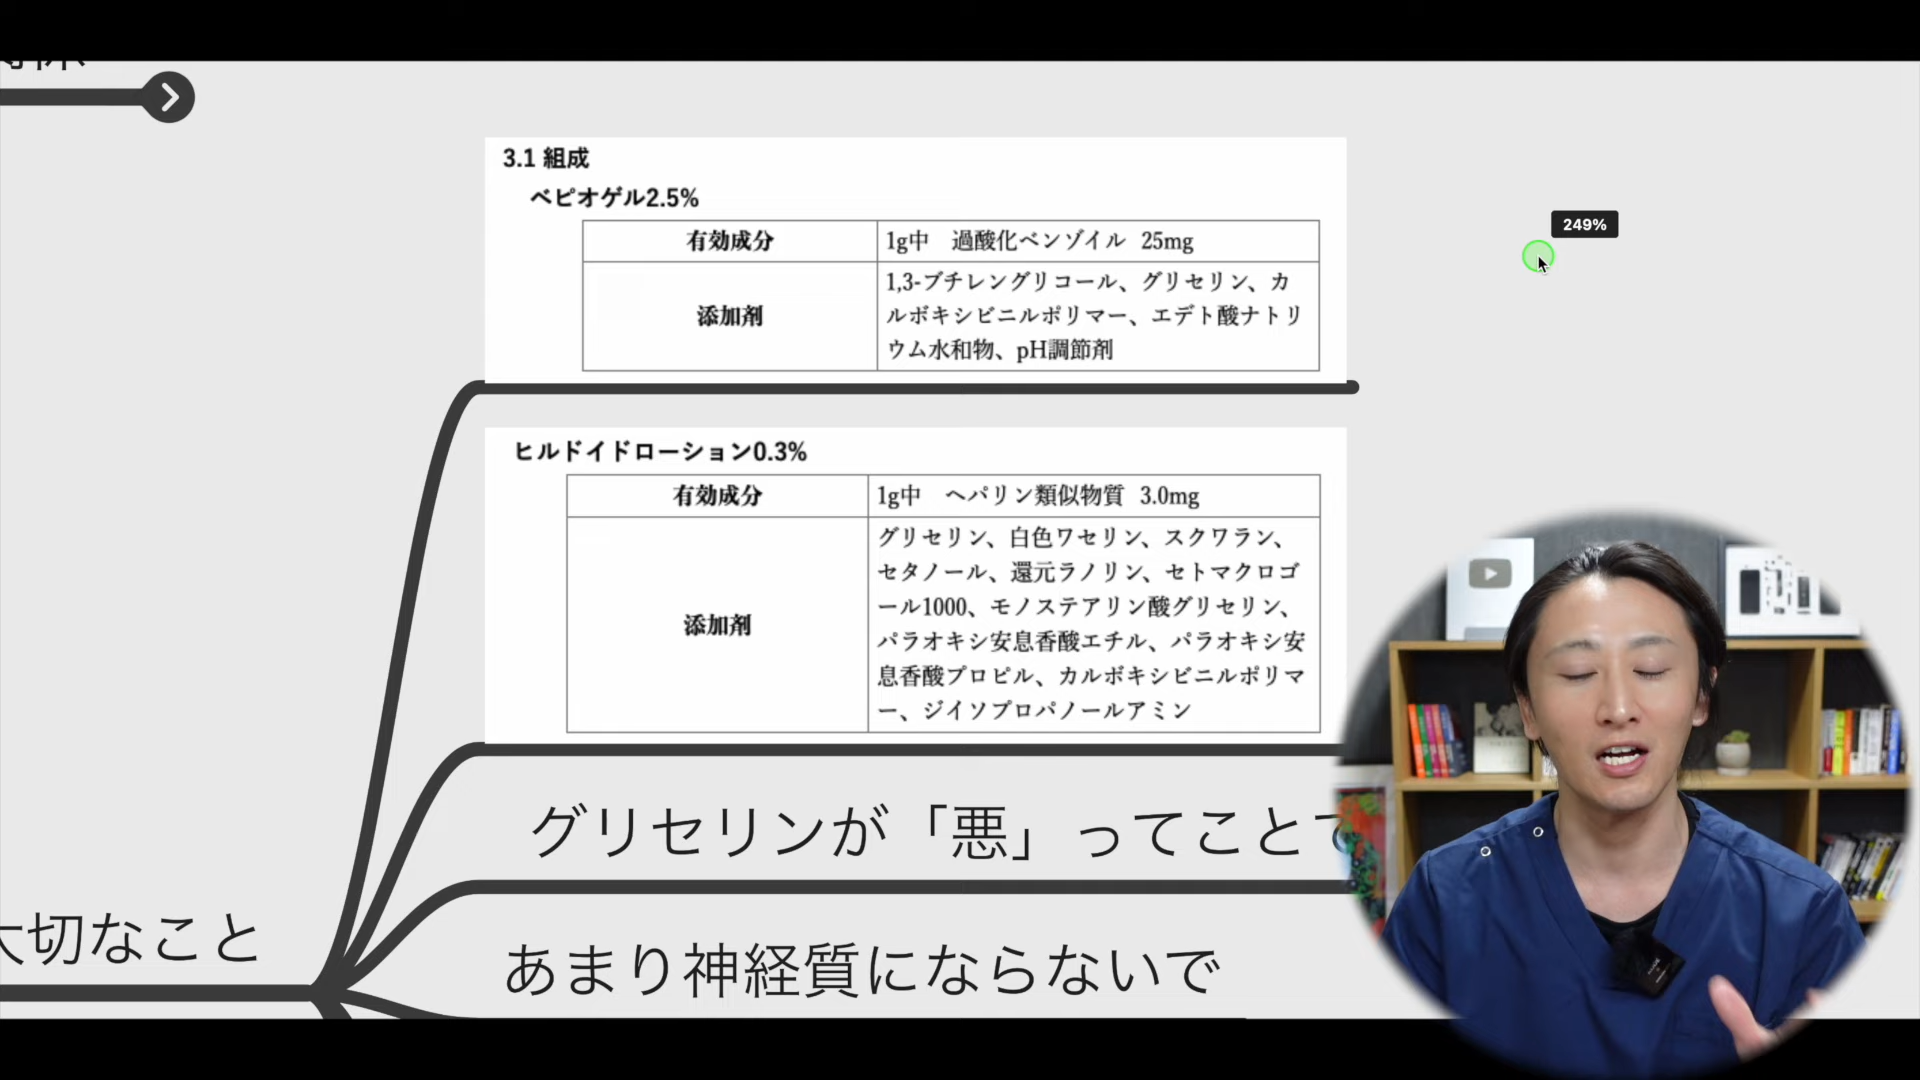 3.1 組成
ベピオゲル2.5%
有効成分
1g中 過酸化ベンゾイル 25mg
添加剤
1,3-ブチレングリコール、グリセリン、カ
ルボキシビニルポリマー、エデト酸ナトリ
ウム水和物、pH調節剤
249%
ヒルドイドローション0.3%
有効成分
1g中 ヘパリン類似物質 3.0mg
添加剤
グリセリン、白色ワセリン、スクワラン、
セタノール、還元ラノリン、セトマクロゴ
ール1000、モノステアリン酸グリセリン、
パラオキシ安息香酸エチル、パラオキシ安
息香酸プロピル、カルボキシビニルポリマ
ー、ジイソプロパノールアミン
グリセリンが「悪」ってこと
大切なこと
あまり神経質にならないで